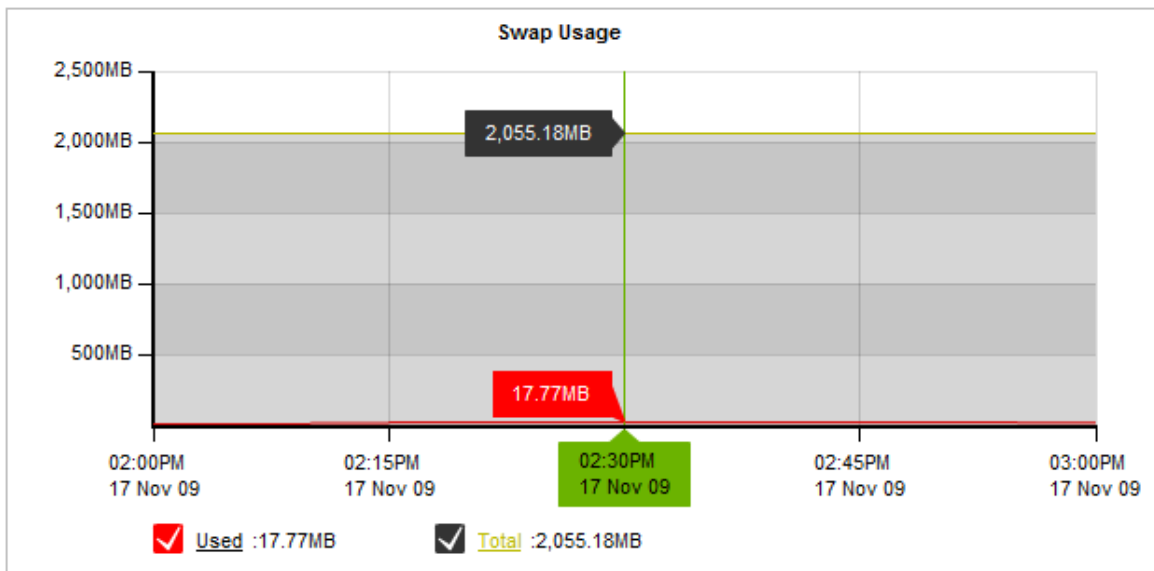 Swap Usage
2,500MB
2,055.18MB
2,000MB
1,500MB
1,000MB
500MB
17.77MB
02:00PM 02:15PM 02:30PM 02:45PM 03:00PM
17 Nov 09 17 Nov 09 17 Nov 09 17 Nov 09 17 Nov 09
Used :17.77MB Total :2,055.18MB